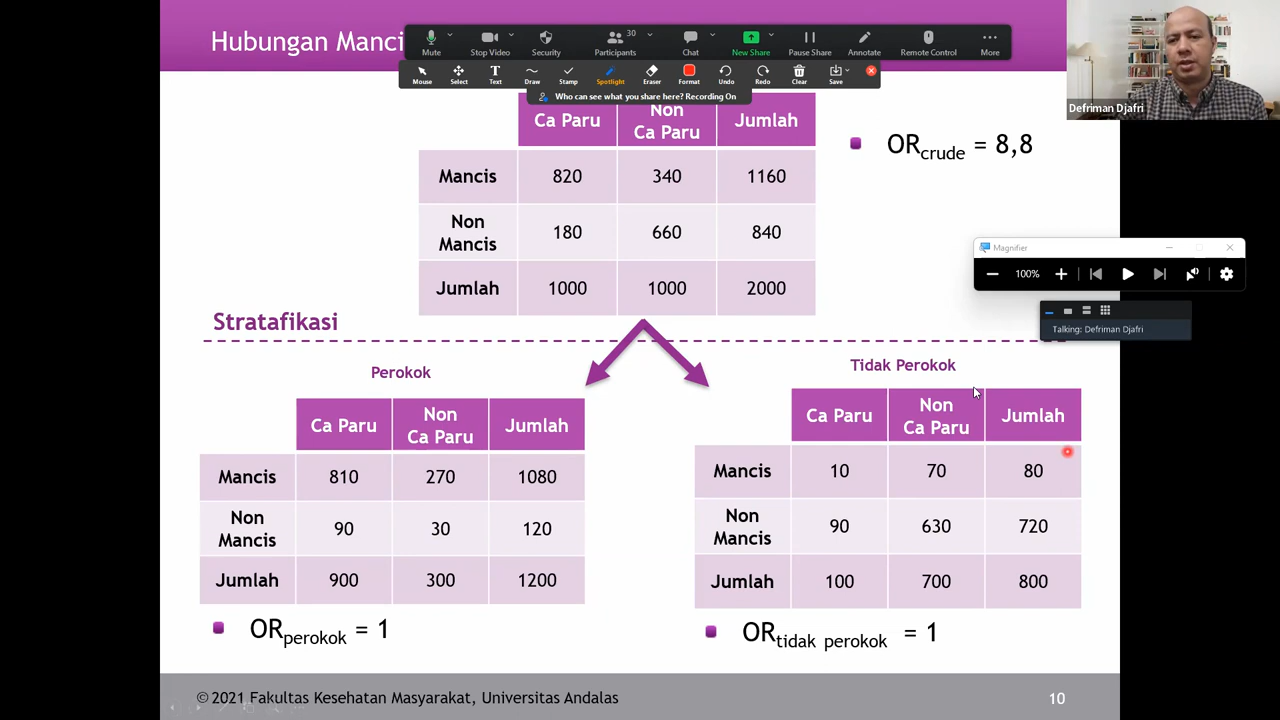 Hubungan Manci
Mute
Stop Video
Security
Participants
30
Chat
New Share
Pause Share
Annotate
Remote Control
More
Mouse
Select
Text
Draw
Stamp
Spotlight
Eraser
Format
Undo
Redo
Clear
Save
Who can see what you share here? Recording On
Defriman Djafri
Ca Paru
Non
Ca Paru
Jumlah
Mancis 820 340 1160
Non
Mancis
180 660 840
Jumlah 1000 1000 2000
ORcrude = 8,8
Magnifier
100%
Talking: Defriman Djafri
Stratafikasi
Perokok
Ca Paru
Non
Ca Paru
Jumlah
Mancis 810 270 1080
Non
Mancis
90 30 120
Jumlah 900 300 1200
ORperokok = 1
Tidak Perokok
Ca Paru
Non
Ca Paru
Jumlah
Mancis 10 70 80
Non
Mancis
90 630 720
Jumlah 100 700 800
ORtidak perokok = 1
©2021 Fakultas Kesehatan Masyarakat, Universitas Andalas
10